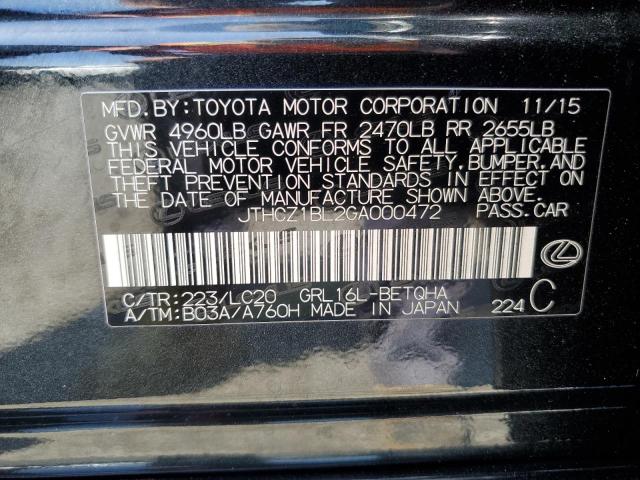 MFD.BY:TOYOTA MOTOR CORPORATION 11/15
GVWR 4960LB GAWR FR 2470LB RR 2655LB
THIS VEHICLE CONFORMS TO ALL APPLICABLE
FEDERAL MOTOR VEHICLE SAFETY,BUMPER,AND
THEFT PREVENTION STANDARDS IN EFFECT ON
THE DATE OF MANUFACTURE SHOWN ABOVE.
JTHCZ1BL2GA000472 PASS.CAR
C/TR:223/LC20 GRL16L-BETQHA
A/TM:B03A/A760H MADE IN JAPAN 224 C